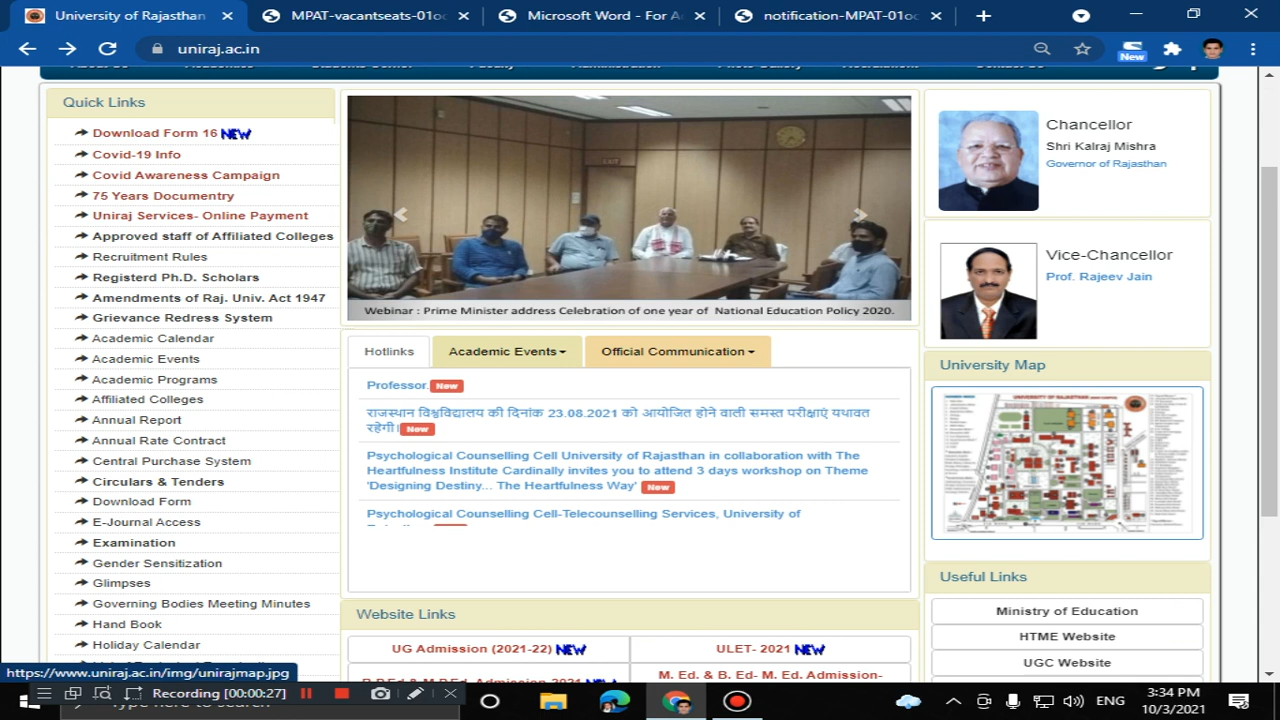 University of Rajasthan
MPAT-vacantseats-01oc
Microsoft Word - For A
notification-MPAT-01oc
uniraj.ac.in
New
Quick Links
Download Form 16 NEW
Covid-19 Info
Covid Awareness Campaign
75 Years Documentry
Uniraj Services- Online Payment
Approved staff of Affiliated Colleges
Recruitment Rules
Registerd Ph.D. Scholars
Amendments of Raj. Univ. Act 1947
Grievance Redress System
Academic Calendar
Academic Events
Academic Programs
Affiliated Colleges
Annual Report
Annual Rate Contract
Central Purchase System
Circulars & Tenders
Download Form
E-Journal Access
Examination
Gender Sensitization
Glimpses
Governing Bodies Meeting Minutes
Hand Book
Holiday Calendar
EXIT
Webinar : Prime Minister address Celebration of one year of National Education Policy 2020.
Hotlinks
Academic Events
Official Communication
Professor. New
राजस्थान विश्वविद्यालय की दिनांक 23.08.2021 को आयोजित होने वाली समस्त परीक्षाएं यथावत
रहेगी। New
Psychological Counselling Cell University of Rajasthan in collaboration with The
Heartfulness Institute Cardinally invites you to attend 3 days workshop on Theme
'Designing Destiny... The Heartfulness Way' New
Psychological Counselling Cell-Telecounselling Services, University of
Website Links
UG Admission (2021-22) NEW
ULET- 2021 NEW
M. Ed. & B. Ed- M. Ed. Admission-
Chancellor
Shri Kalraj Mishra
Governor of Rajasthan
Vice-Chancellor
Prof. Rajeev Jain
University Map
UNIVERSITY OF RAJASTHAN
Useful Links
Ministry of Education
HTME Website
UGC Website
https://www.uniraj.ac.in/img/unirajmap.jpg
Recording [00:00:27]
ENG
3:34 PM
10/3/2021